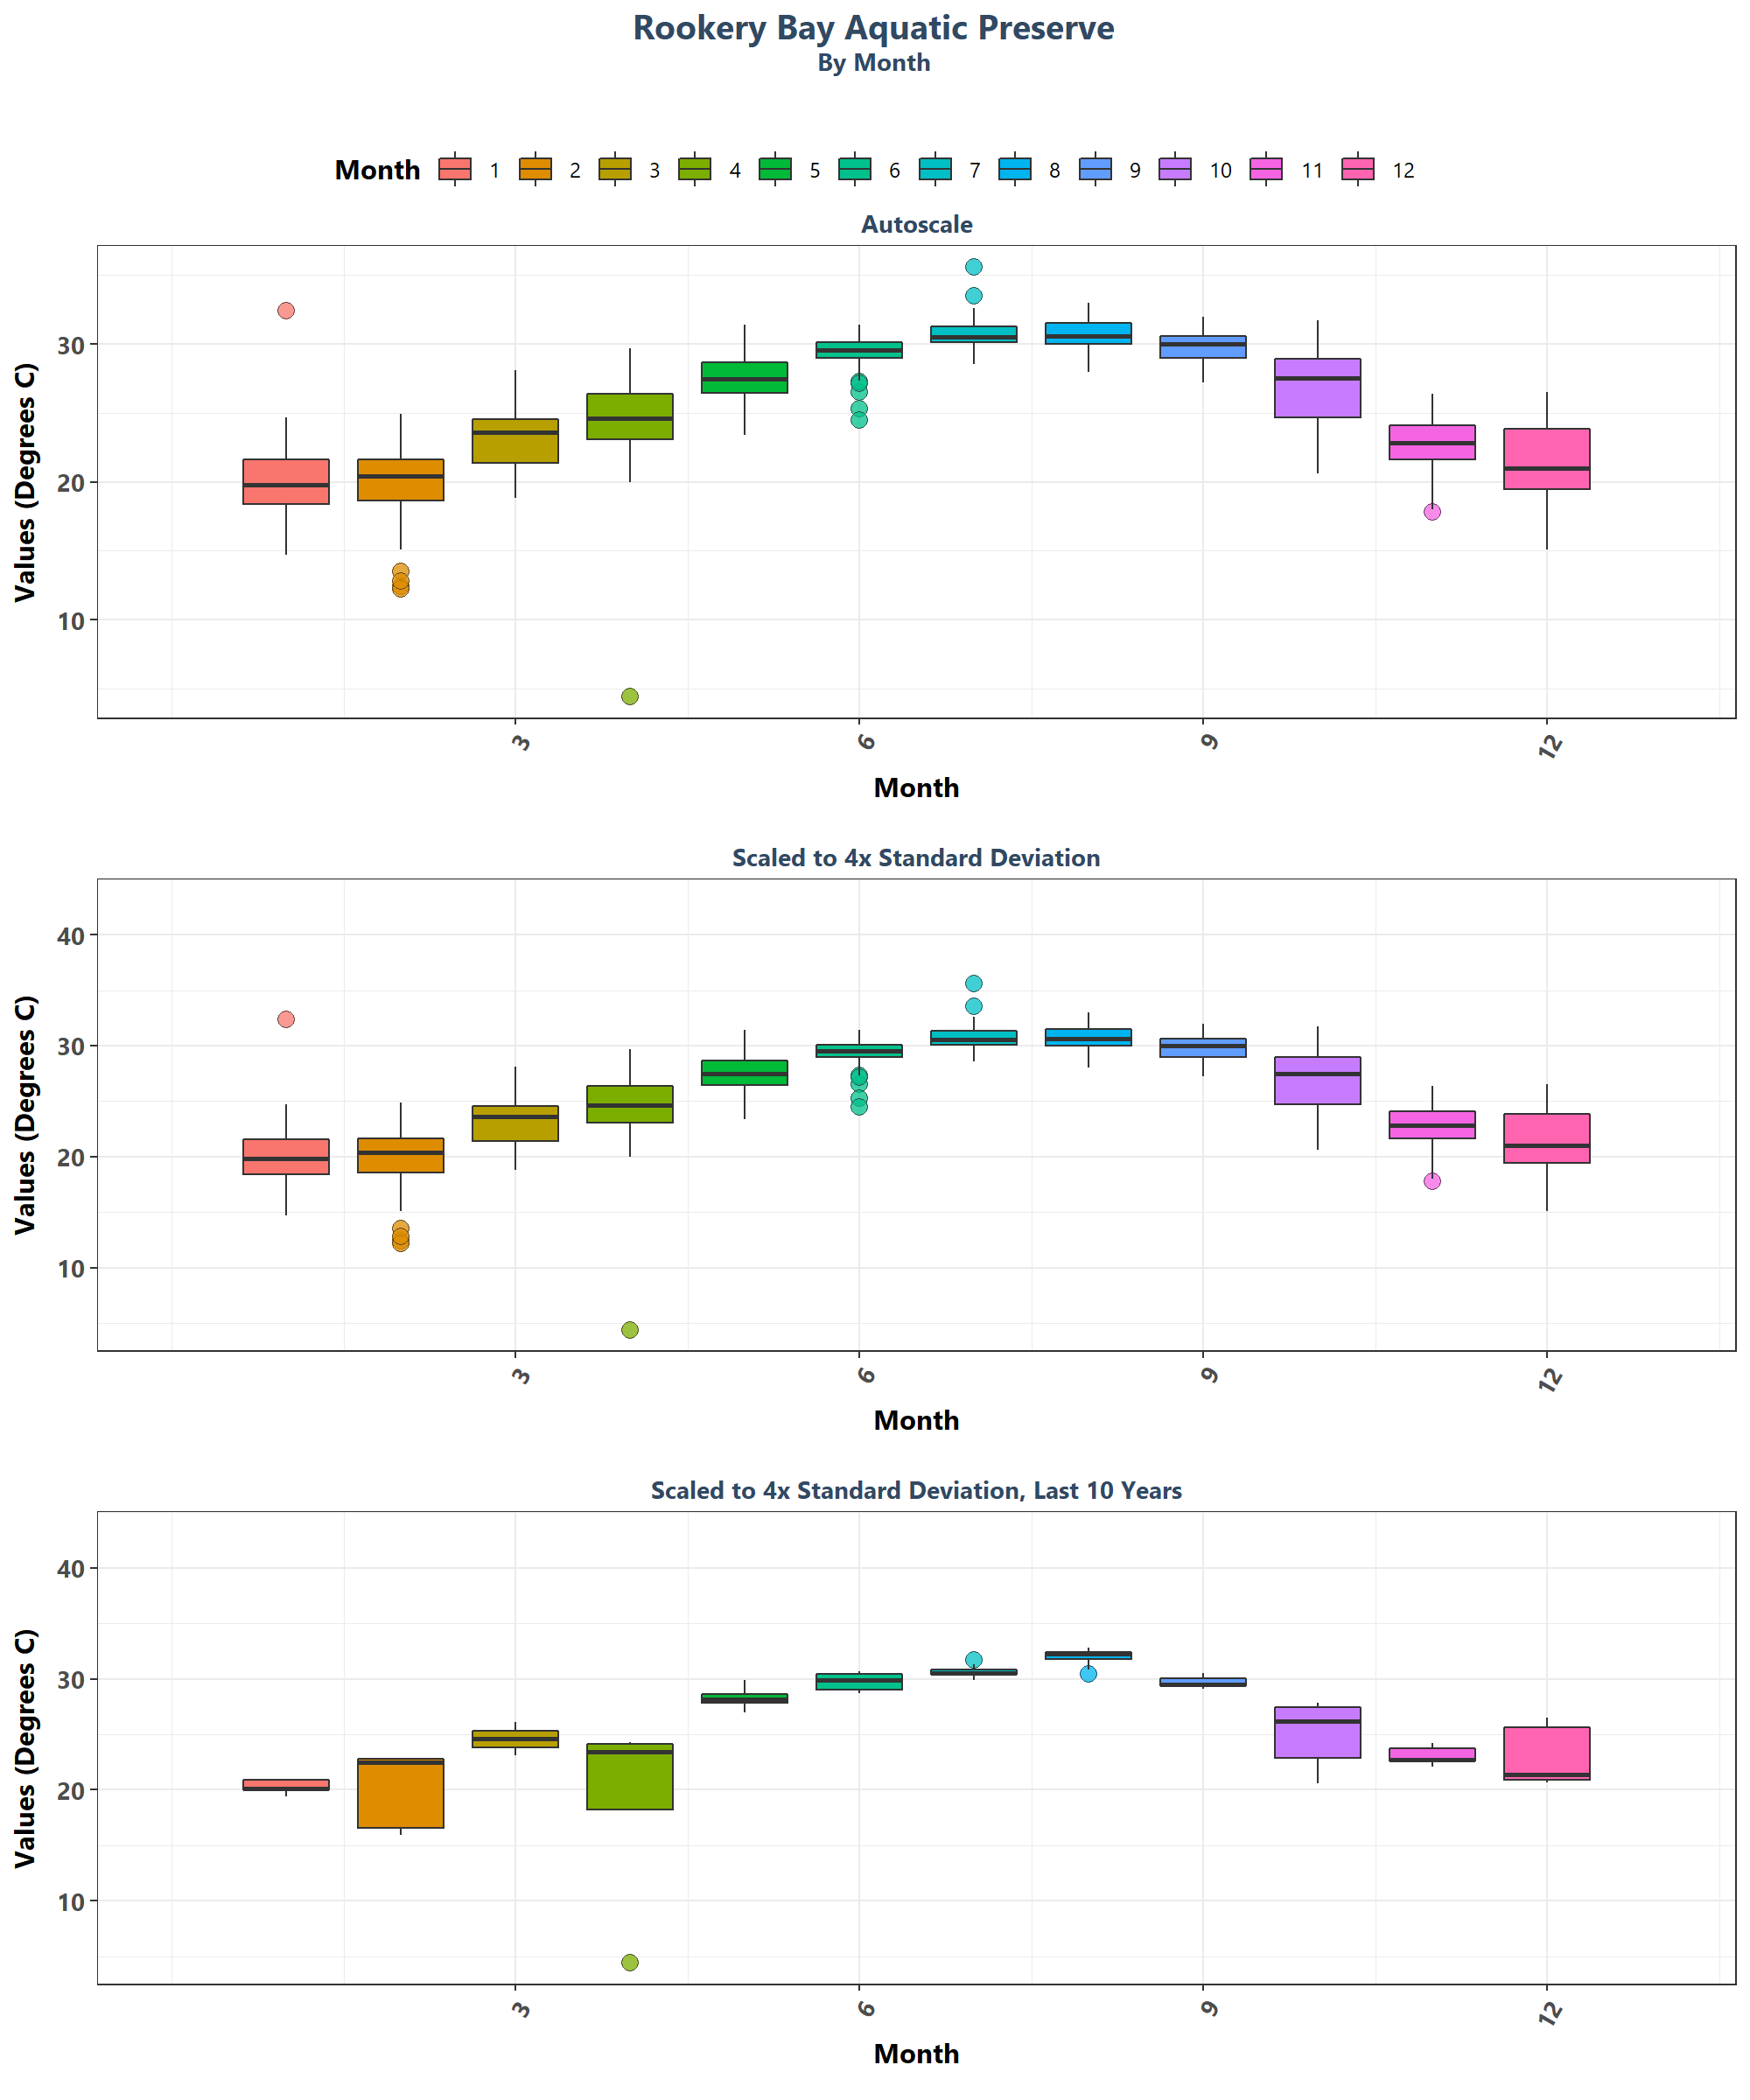 Rookery Bay Aquatic Preserve
By Month
Month 1 2 3 4 5 6 7 8 9 10 11 12
Autoscale
Values (Degrees C)
30
20
10
3 6 9 12
Month
Scaled to 4x Standard Deviation
Values (Degrees C)
40
30
20
10
3 6 9 12
Month
Scaled to 4x Standard Deviation, Last 10 Years
Values (Degrees C)
40
30
20
10
3 6 9 12
Month